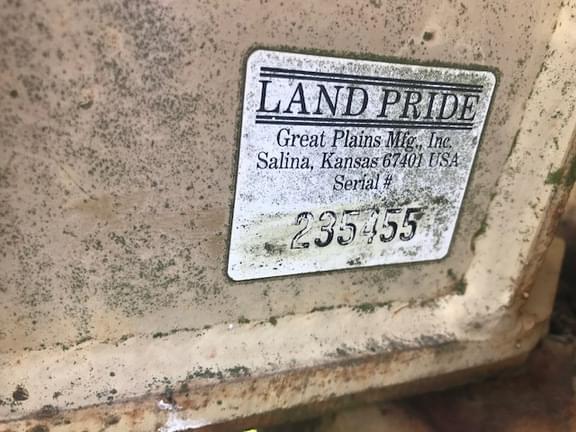 LAND PRIDE
Great Plains Mfg., Inc.
Salina, Kansas 67401 USA
Serial #
235455